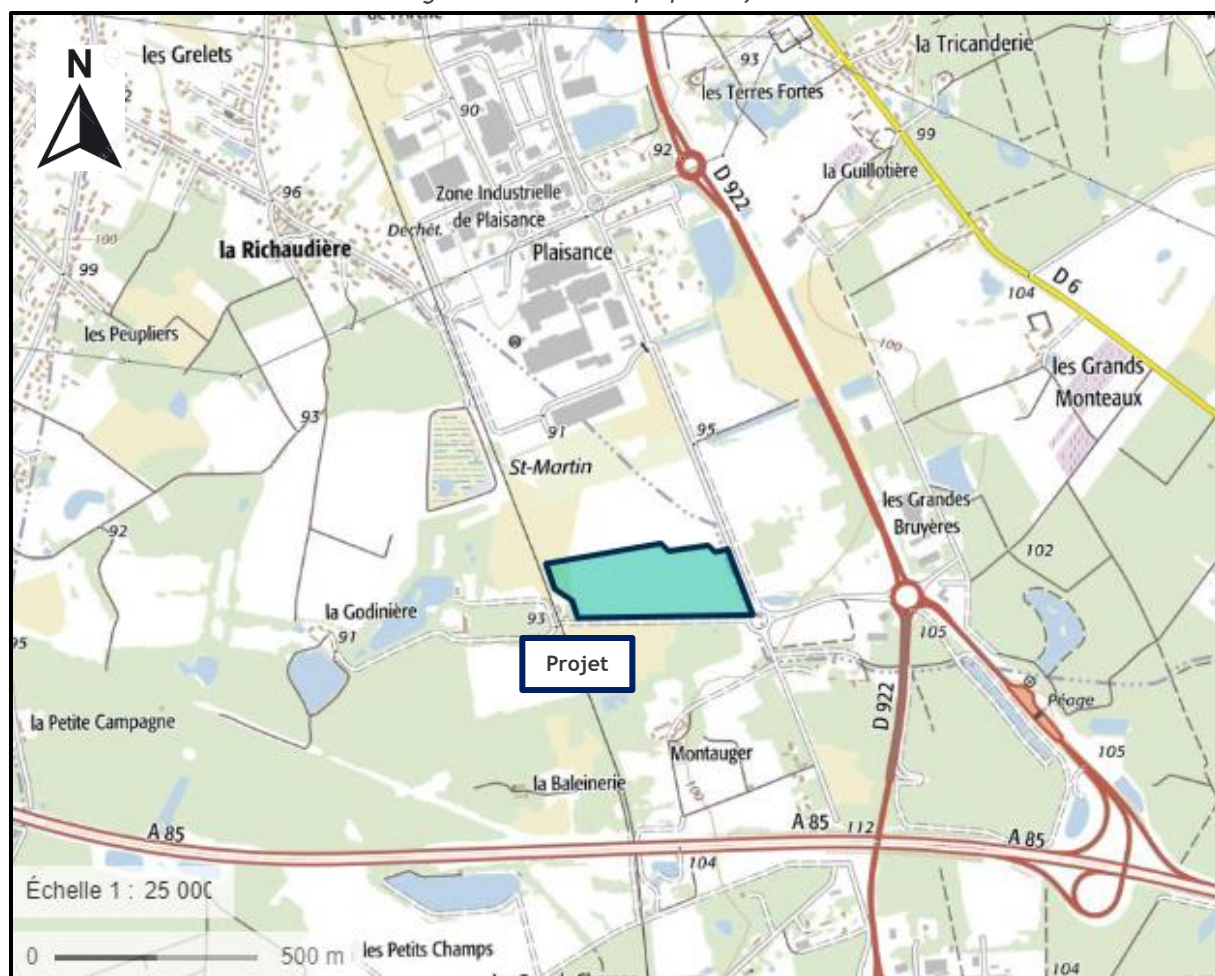 N
les Grelets
93
la Tricanderie
les Terres Fortes
90
99
92
la Guillotière
D 922
96
Zone Industrielle
de Plaisance
Déchèt.
100
la Richaudière
Plaisance
99
104
D 6
les Peupliers
100
les Grands
Monteaux
93
91
95
St-Martin
les Grandes
Bruyères
92
102
la Godinière
91
93
105
95
Projet
D 922
Péage
la Petite Campagne
Montauger
105
la Baleinerie
100
A 85
A 85
112
A 85
104
Échelle 1 : 25 000
0
500 m
les Petits Champs
104